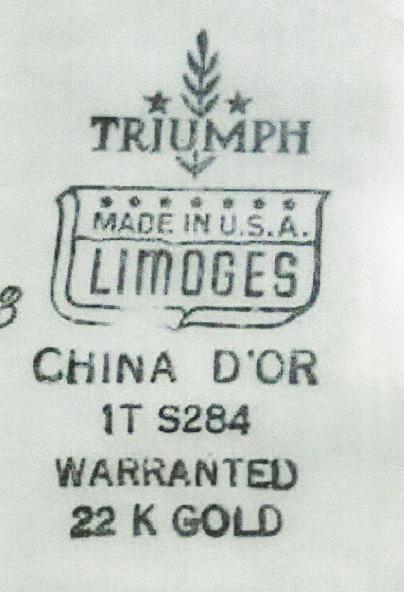 TRIUMPH
MADE IN U.S.A.
LIMOGES
CHINA D'OR
1T S284
WARRANTED
22 K GOLD